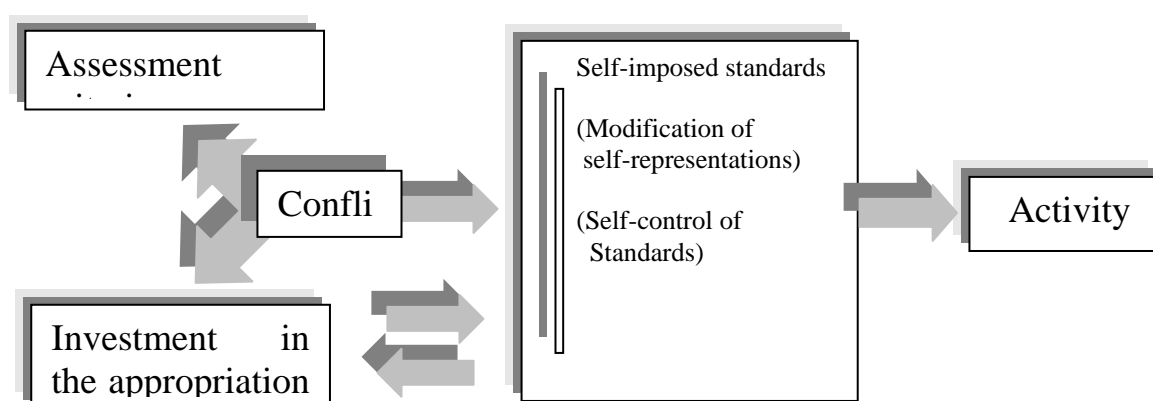 Assessment
Confli
Investment in
the appropriation
Self-imposed standards
(Modification of
self-representations)
(Self-control of
Standards)
Activity